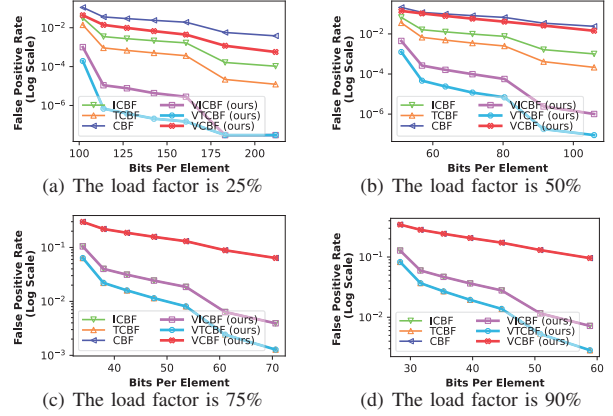 False Positive Rate
(Log Scale)
10⁻²
10⁻⁴
10⁻⁶
ICBF
TCBF
CBF
VICBF (ours)
VTCBF (ours)
VCBF (ours)
100 125 150 175 200
Bits Per Element
(a) The load factor is 25%
False Positive Rate
(Log Scale)
10⁻²
10⁻⁴
10⁻⁶
ICBF
TCBF
CBF
VICBF (ours)
VTCBF (ours)
VCBF (ours)
60 80 100
Bits Per Element
(b) The load factor is 50%
False Positive Rate
(Log Scale)
10⁻¹
10⁻²
10⁻³
ICBF
TCBF
CBF
VICBF (ours)
VTCBF (ours)
VCBF (ours)
40 50 60 70
Bits Per Element
(c) The load factor is 75%
False Positive Rate
(Log Scale)
10⁻¹
10⁻²
ICBF
TCBF
CBF
VICBF (ours)
VTCBF (ours)
VCBF (ours)
30 40 50 60
Bits Per Element
(d) The load factor is 90%